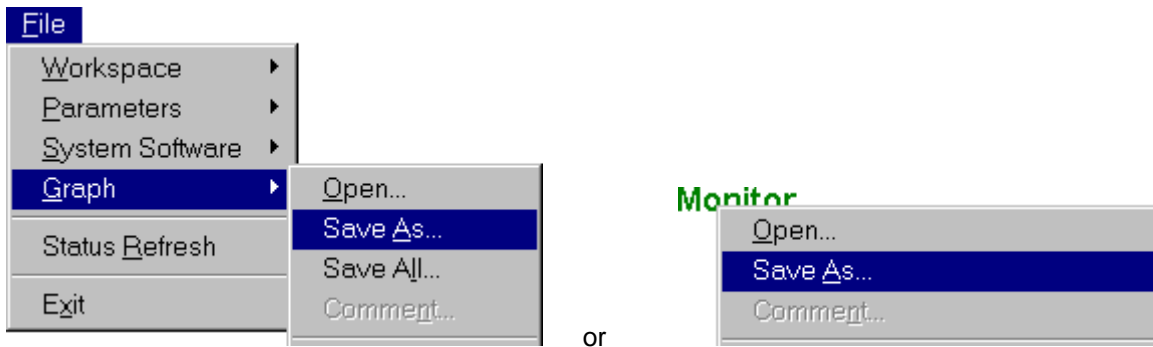 File
Workspace
Parameters
System Software
Graph
Status Refresh
Exit
Open...
Save As...
Save All...
Comment...
or
Monitor
Open...
Save As...
Comment...